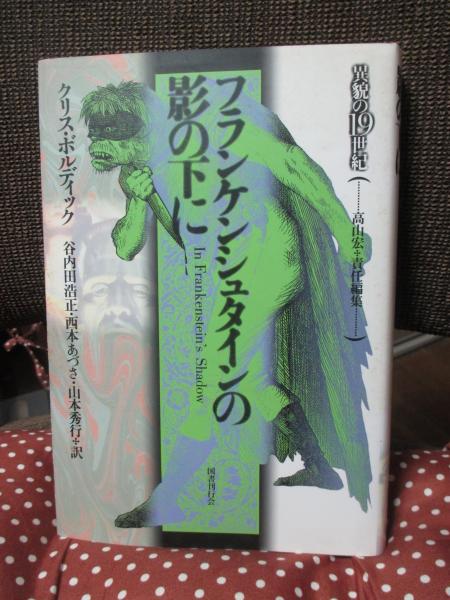 異貌の19世紀
(………高山宏✢責任編集………)
フランケンシュタインの
影の下に
In Frankenstein's Shadow
クリス・ボルディック
谷内田浩正・西本あづさ・山本秀行✢訳
国書刊行会